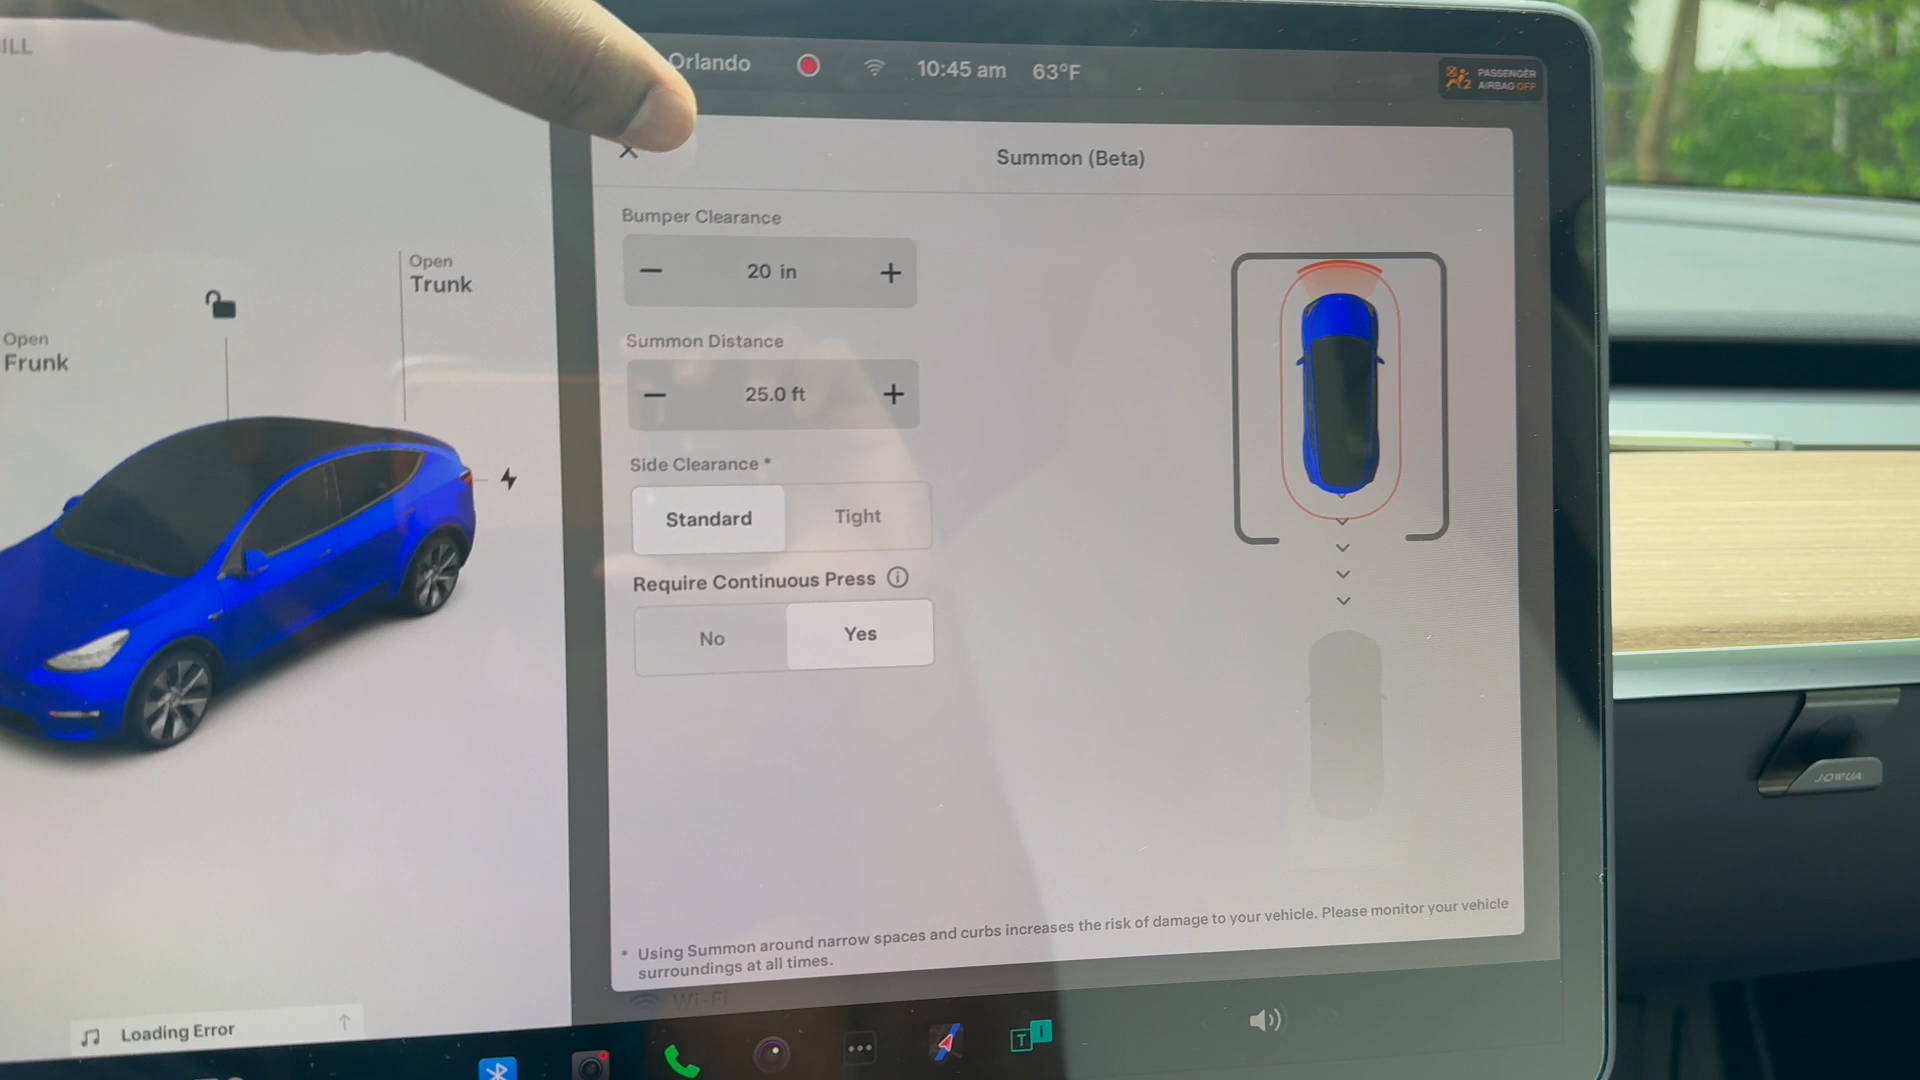 Orlando
10:45 am
63°F
PASSENGER
AIRBAG OFF
Summon (Beta)
Bumper Clearance
20 in
Summon Distance
25.0 ft
Side Clearance *
Standard
Tight
Require Continuous Press
No
Yes
* Using Summon around narrow spaces and curbs increases the risk of damage to your vehicle. Please monitor your vehicle
surroundings at all times.
Wi-Fi
Open
Trunk
Open
Frunk
Loading Error
T
JOWUA